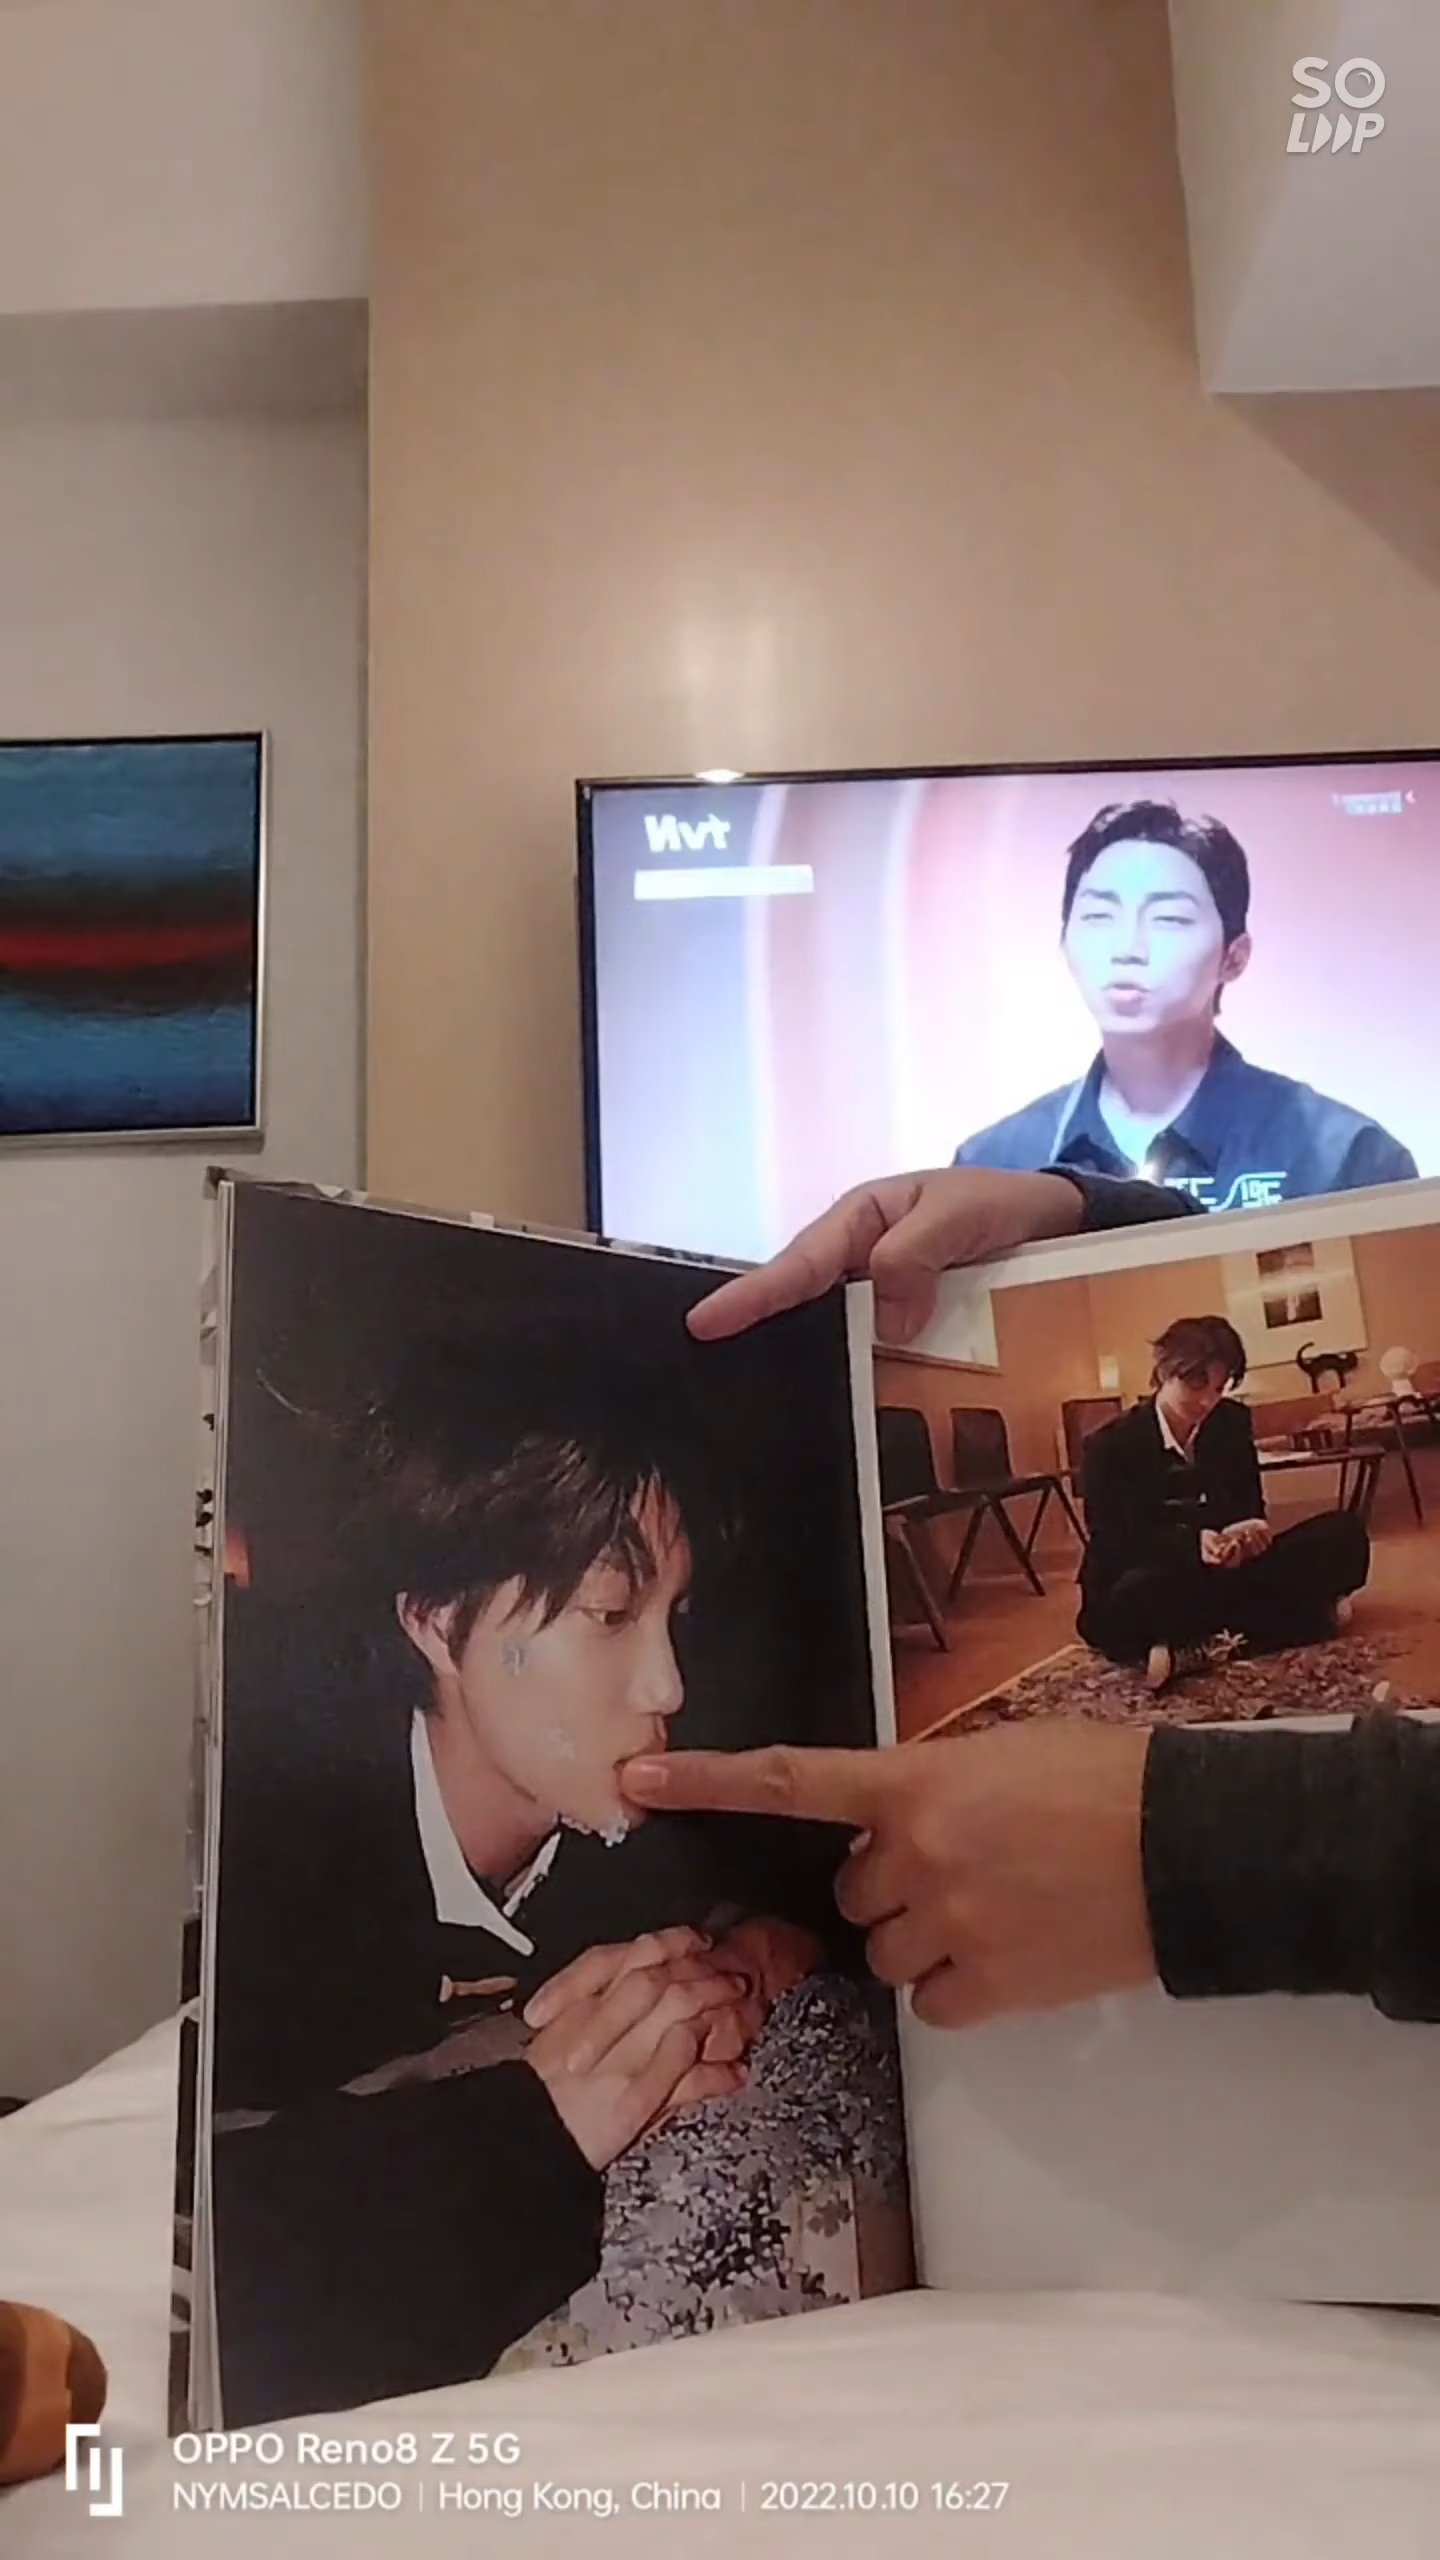 SO
LOOP
tvN
OPPO Reno8 Z 5G
NYMSALCEDO | Hong Kong, China | 2022.10.10 16:27